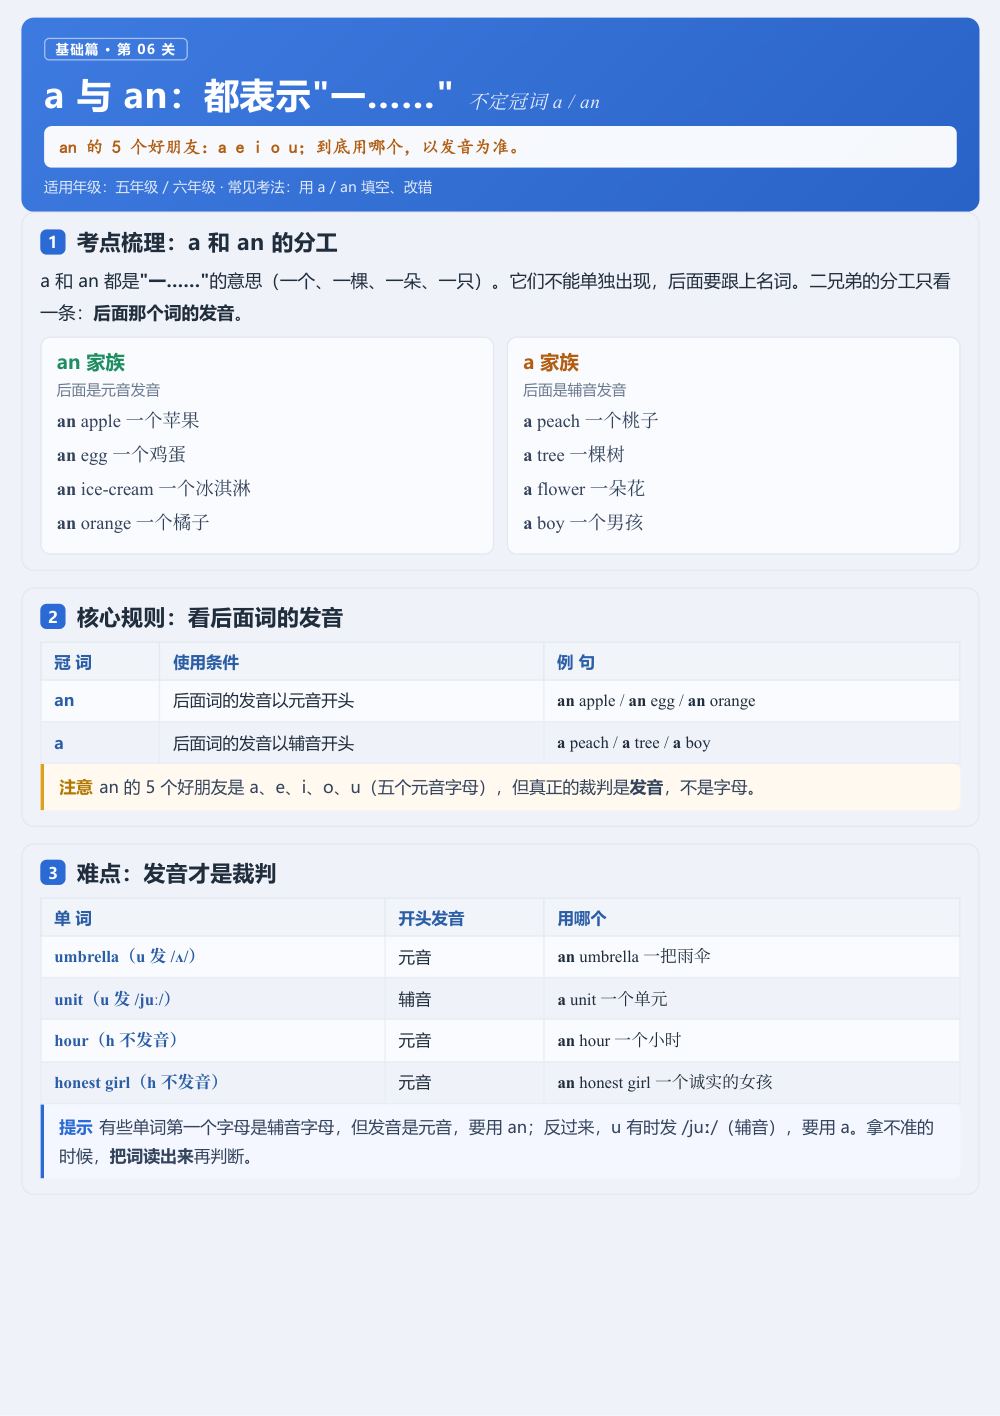 基础篇·第 06 关
a 与 an：都表示"一……" 不定冠词 a / an
an 的 5 个好朋友：a e i o u；到底用哪个，以发音为准。
适用年级：五年级 / 六年级 · 常见考法：用 a / an 填空、改错
1 考点梳理：a 和 an 的分工
a 和 an 都是"一……"的意思（一个、一棵、一朵、一只）。它们不能单独出现，后面要跟上名词。二兄弟的分工只看
一条：后面那个词的发音。
an 家族
后面是元音发音
an apple 一个苹果
an egg 一个鸡蛋
an ice-cream 一个冰淇淋
an orange 一个橘子
a 家族
后面是辅音发音
a peach 一个桃子
a tree 一棵树
a flower 一朵花
a boy 一个男孩
2 核心规则：看后面词的发音
冠 词 使用条件 例 句
an 后面词的发音以元音开头 an apple / an egg / an orange
a 后面词的发音以辅音开头 a peach / a tree / a boy
注意 an 的 5 个好朋友是 a、e、i、o、u（五个元音字母），但真正的裁判是发音，不是字母。
3 难点：发音才是裁判
单 词 开头发音 用哪个
umbrella（u 发 /ʌ/） 元音 an umbrella 一把雨伞
unit（u 发 /juː/） 辅音 a unit 一个单元
hour（h 不发音） 元音 an hour 一个小时
honest girl（h 不发音） 元音 an honest girl 一个诚实的女孩
提示 有些单词第一个字母是辅音字母，但发音是元音，要用 an；反过来，u 有时发 /juː/（辅音），要用 a。拿不准的
时候，把词读出来再判断。